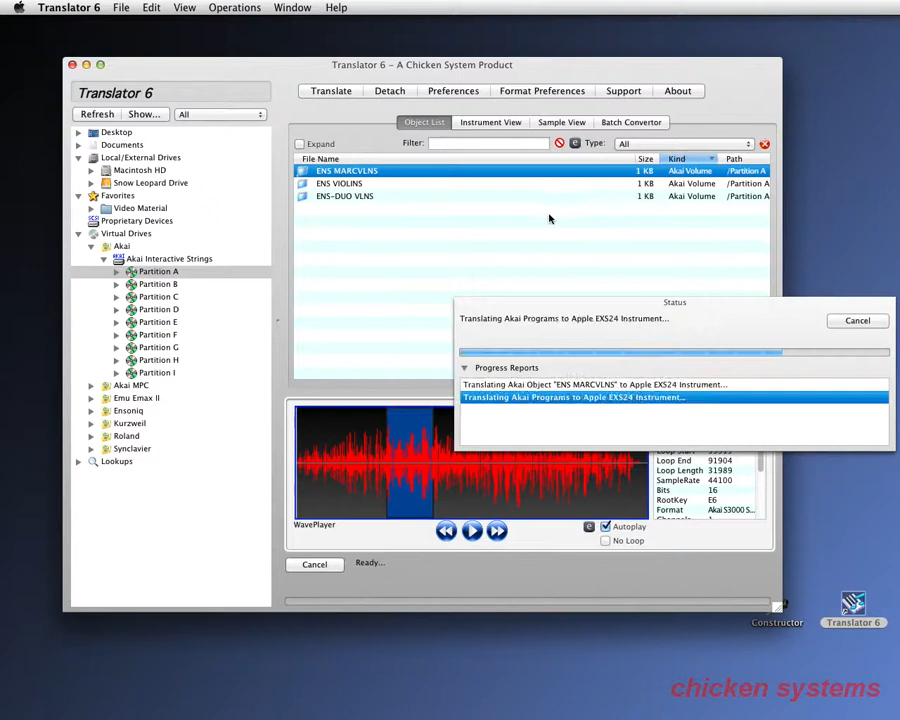 Translator 6 File Edit View Operations Window Help
Translator 6 – A Chicken System Product
Translator 6
Refresh Show... All
Desktop
Documents
Local/External Drives
Macintosh HD
Snow Leopard Drive
Favorites
Video Material
Proprietary Devices
Virtual Drives
Akai
Akai Interactive Strings
Partition A
Partition B
Partition C
Partition D
Partition E
Partition F
Partition G
Partition H
Partition I
Akai MPC
Emu Emax II
Ensoniq
Kurzweil
Roland
Synclavier
Lookups
Translate Detach Preferences Format Preferences Support About
Object List Instrument View Sample View Batch Convertor
Expand Filter: e Type: All
File Name Size Kind Path
ENS MARCVLNS 1 KB Akai Volume /Partition A
ENS VIOLINS 1 KB Akai Volume /Partition A
ENS-DUO VLNS 1 KB Akai Volume /Partition A
Status
Translating Akai Programs to Apple EXS24 Instrument...
Cancel
Progress Reports
Translating Akai Object "ENS MARCVLNS" to Apple EXS24 Instrument...
Translating Akai Programs to Apple EXS24 Instrument...
Loop End 91904
Loop Length 31989
SampleRate 44100
Bits 16
RootKey E6
Format Akai S3000 S...
WavePlayer
e Autoplay
No Loop
Cancel Ready...
Constructor
Translator 6
chicken systems